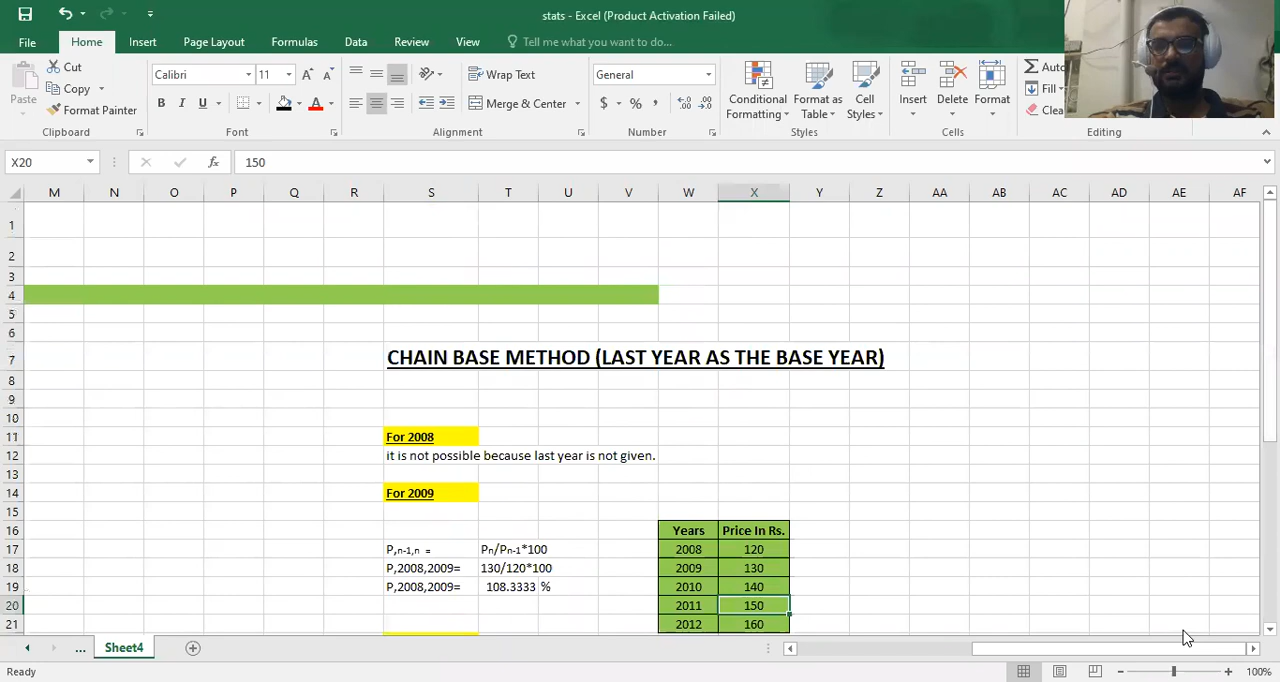 stats - Excel (Product Activation Failed)
File Home Insert Page Layout Formulas Data Review View Tell me what you want to do...
Cut
Copy
Format Painter
Paste
Clipboard
Calibri 11
B I U
Font
Wrap Text
Merge & Center
Alignment
General
$ % ,
Number
Conditional Formatting
Format as Table
Cell Styles
Styles
Insert Delete Format
Cells
Auto
Fill
Clea
Editing
X20 fx 150
M N O P Q R S T U V W X Y Z AA AB AC AD AE AF
1
2
3
4
5
6
7 CHAIN BASE METHOD (LAST YEAR AS THE BASE YEAR)
8
9
10
11 For 2008
12 it is not possible because last year is not given.
13
14 For 2009
15
16 Years Price In Rs.
17 P,n-1,n = Pn/Pn-1*100 2008 120
18 P,2008,2009= 130/120*100 2009 130
19 P,2008,2009= 108.3333 % 2010 140
20 2011 150
21 2012 160
... Sheet4
Ready 100%